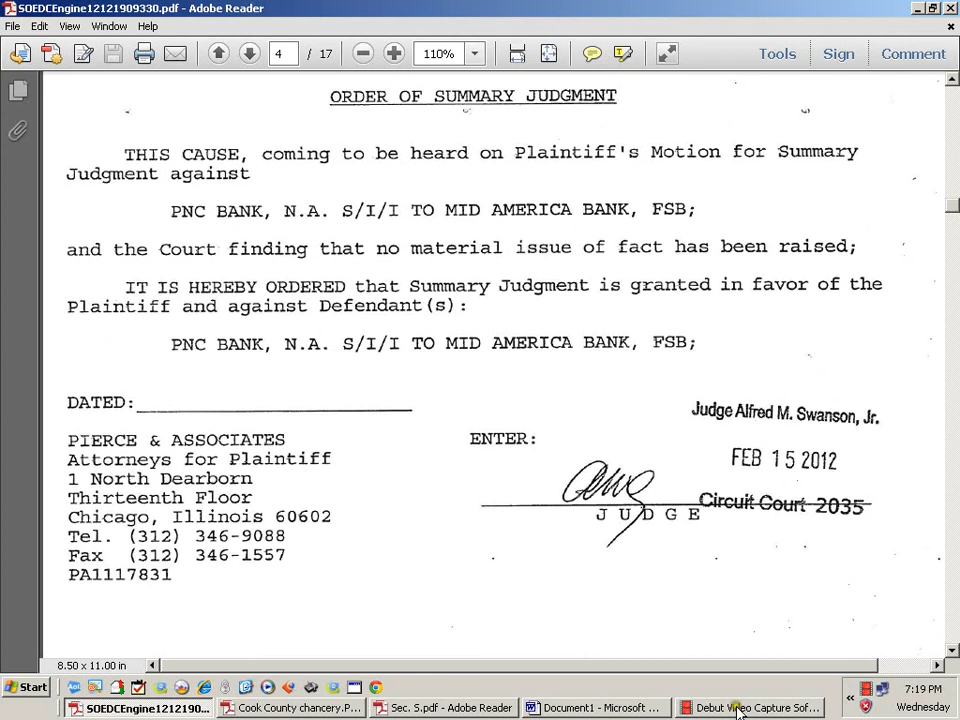 SOEDCEngine12121909330.pdf - Adobe Reader
File Edit View Window Help
4 / 17 110% Tools Sign Comment
ORDER OF SUMMARY JUDGMENT
THIS CAUSE, coming to be heard on Plaintiff's Motion for Summary
Judgment against
PNC BANK, N.A. S/I/I TO MID AMERICA BANK, FSB;
and the Court finding that no material issue of fact has been raised;
IT IS HEREBY ORDERED that Summary Judgment is granted in favor of the
Plaintiff and against Defendant(s):
PNC BANK, N.A. S/I/I TO MID AMERICA BANK, FSB;
DATED:
PIERCE & ASSOCIATES
Attorneys for Plaintiff
1 North Dearborn
Thirteenth Floor
Chicago, Illinois 60602
Tel. (312) 346-9088
Fax (312) 346-1557
PA1117831
ENTER:
Judge Alfred M. Swanson, Jr.
FEB 15 2012
Circuit Court 2035
JUDGE
8.50 x 11.00 in
Start
SOEDCEngine1212190...
Cook County chancery.P...
Sec. S.pdf - Adobe Reader
Document1 - Microsoft ...
Debut Video Capture Sof...
7:19 PM
Wednesday